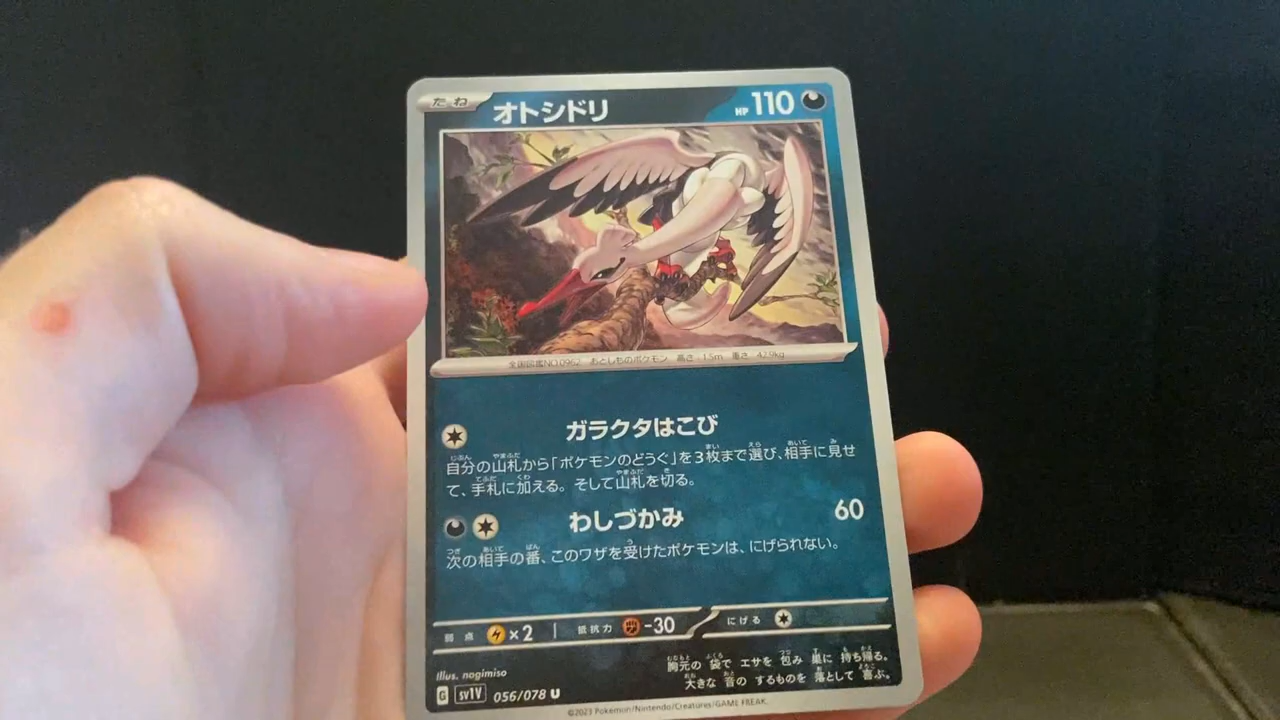 たね オトシドリ HP 110
全国図鑑NO.0962 おとしもののポケモン 高さ:1.5m 重さ:42.9kg
ガラクタはこび
自分の山札から「ポケモンのどうぐ」を3枚まで選び、相手に見せ
て、手札に加える。そして山札を切る。
わしづかみ 60
次の相手の番、このワザを受けたポケモンは、にげられない。
弱点 ×2 抵抗力 -30 にげる
胸元の 袋で エサを 包み 巣に 持ち帰る。
大きな 音の するものを 落として 喜ぶ。
Illus. nagimiso
G SV1V 056/078 U
©2023 Pokémon/Nintendo/Creatures/GAME FREAK.